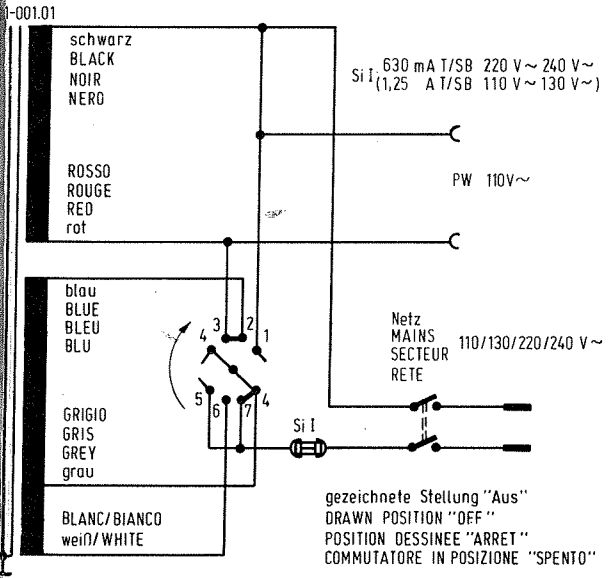 1-001.01
schwarz
BLACK
NOIR
NERO
Si I 630 mA T/SB 220 V~ 240 V~
(1,25 A T/SB 110 V~ 130 V~)
ROSSO
ROUGE
RED
rot
PW 110V~
blau
BLUE
BLEU
BLU
3 2
4 1
5 6 7 4
Netz
MAINS
SECTEUR
RETE
110/130/220/240 V~
GRIGIO
GRIS
GREY
grau
Si I
BLANC/BIANCO
weiß/WHITE
gezeichnete Stellung "Aus"
DRAWN POSITION "OFF"
POSITION DESSINEE "ARRET"
COMMUTATORE IN POSIZIONE "SPENTO"